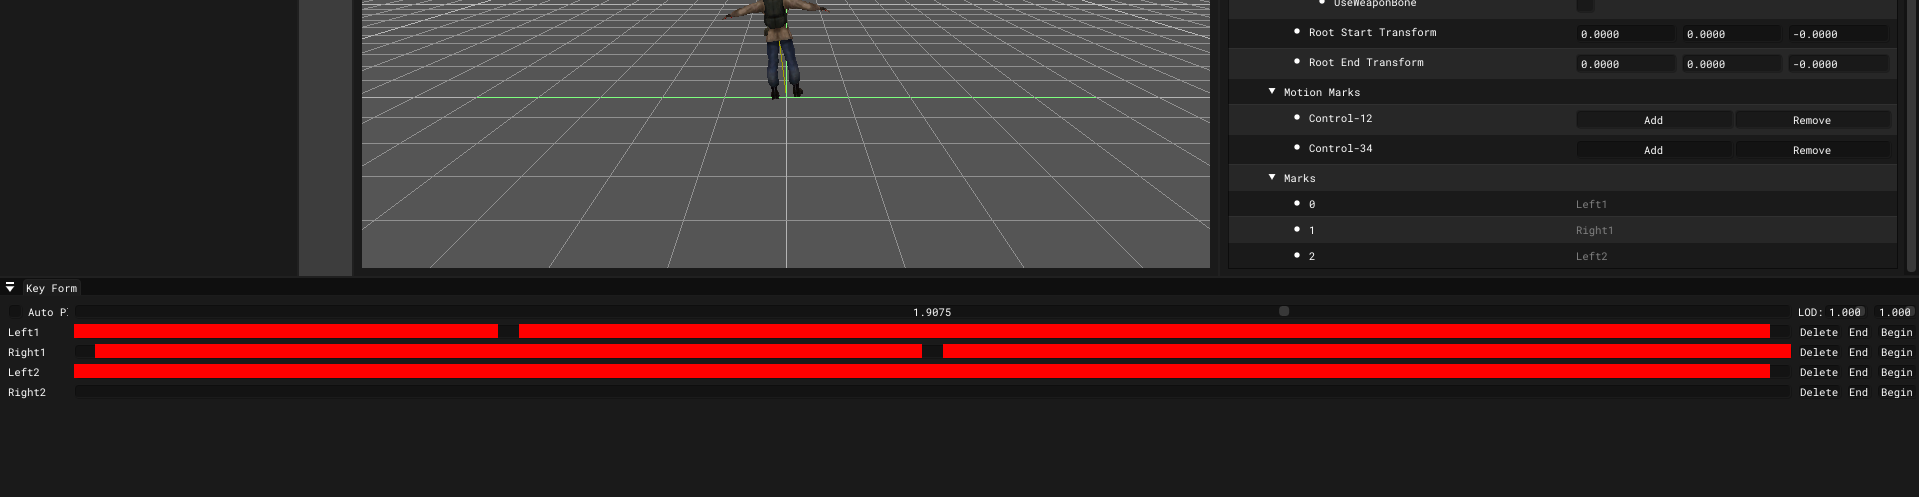 UseWeaponBone
Root Start Transform 0.0000 0.0000 -0.0000
Root End Transform 0.0000 0.0000 -0.0000
Motion Marks
Control-12 Add Remove
Control-34 Add Remove
Marks
0 Left1
1 Right1
2 Left2
Key Form
Auto P 1.9075 LOD: 1.000 1.000
Left1 Delete End Begin
Right1 Delete End Begin
Left2 Delete End Begin
Right2 Delete End Begin